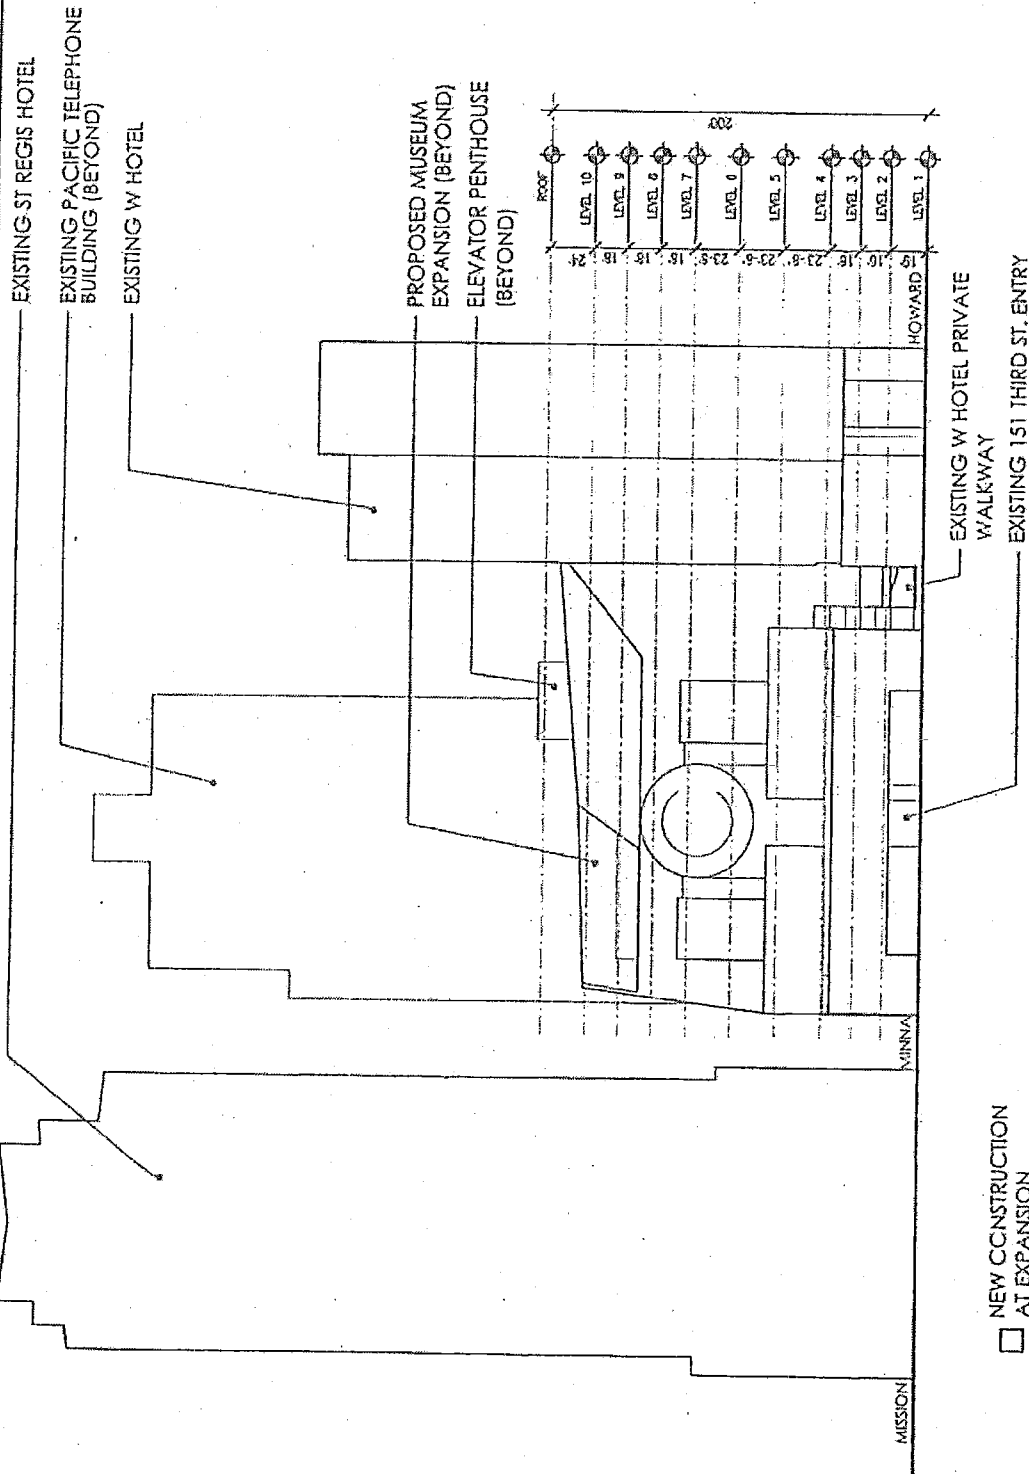 EXISTING ST REGIS HOTEL
EXISTING PACIFIC TELEPHONE
BUILDING (BEYOND)
EXISTING W HOTEL
PROPOSED MUSEUM
EXPANSION (BEYOND)
ELEVATOR PENTHOUSE
(BEYOND)
ROOF
LEVEL 10
LEVEL 9
LEVEL 8
LEVEL 7
LEVEL 6
LEVEL 5
LEVEL 4
LEVEL 3
LEVEL 2
LEVEL 1
24'
18'
18'
18'
23-8"
23-8"
23-8"
16'
16'
19'
200'
MISSION
MINNA
HOWARD
EXISTING W HOTEL PRIVATE
WALKWAY
EXISTING 151 THIRD ST. ENTRY
NEW CONSTRUCTION
AT EXPANSION